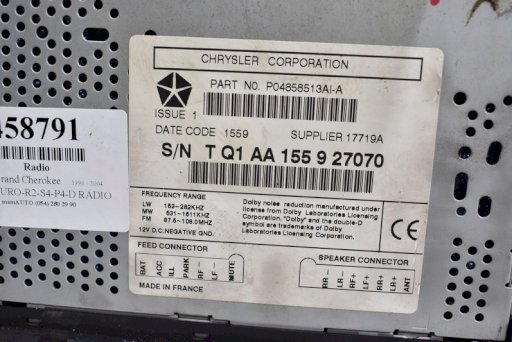 CHRYSLER CORPORATION
PART NO. P04858513AI-A
ISSUE 1
DATE CODE 1559 SUPPLIER 17719A
S/N T Q1 AA 155 9 27070
FREQUENCY RANGE
LW 153-282KHZ
MW 531-1611KHZ
FM 87.5-108.0MHZ
12V D.C. NEGATIVE GND.
Dolby noise reduction manufactured under
license from Dolby Laboratories Licensing
Corporation. "Dolby" and the double-D
symbol are trademarks of Dolby
Laboratories Licensing Corporation.
CE
FEED CONNECTOR
BAT ACC ILL PARK RF- LF- MUTE
SPEAKER CONNECTOR
RR- LR- RF+ LF+ RR+ LR+ ANT
MADE IN FRANCE
458791
Radio
rand Cherokee 1999 - 2004
URO-R2-S4-P4-D RADIO
(054) 280 29 90